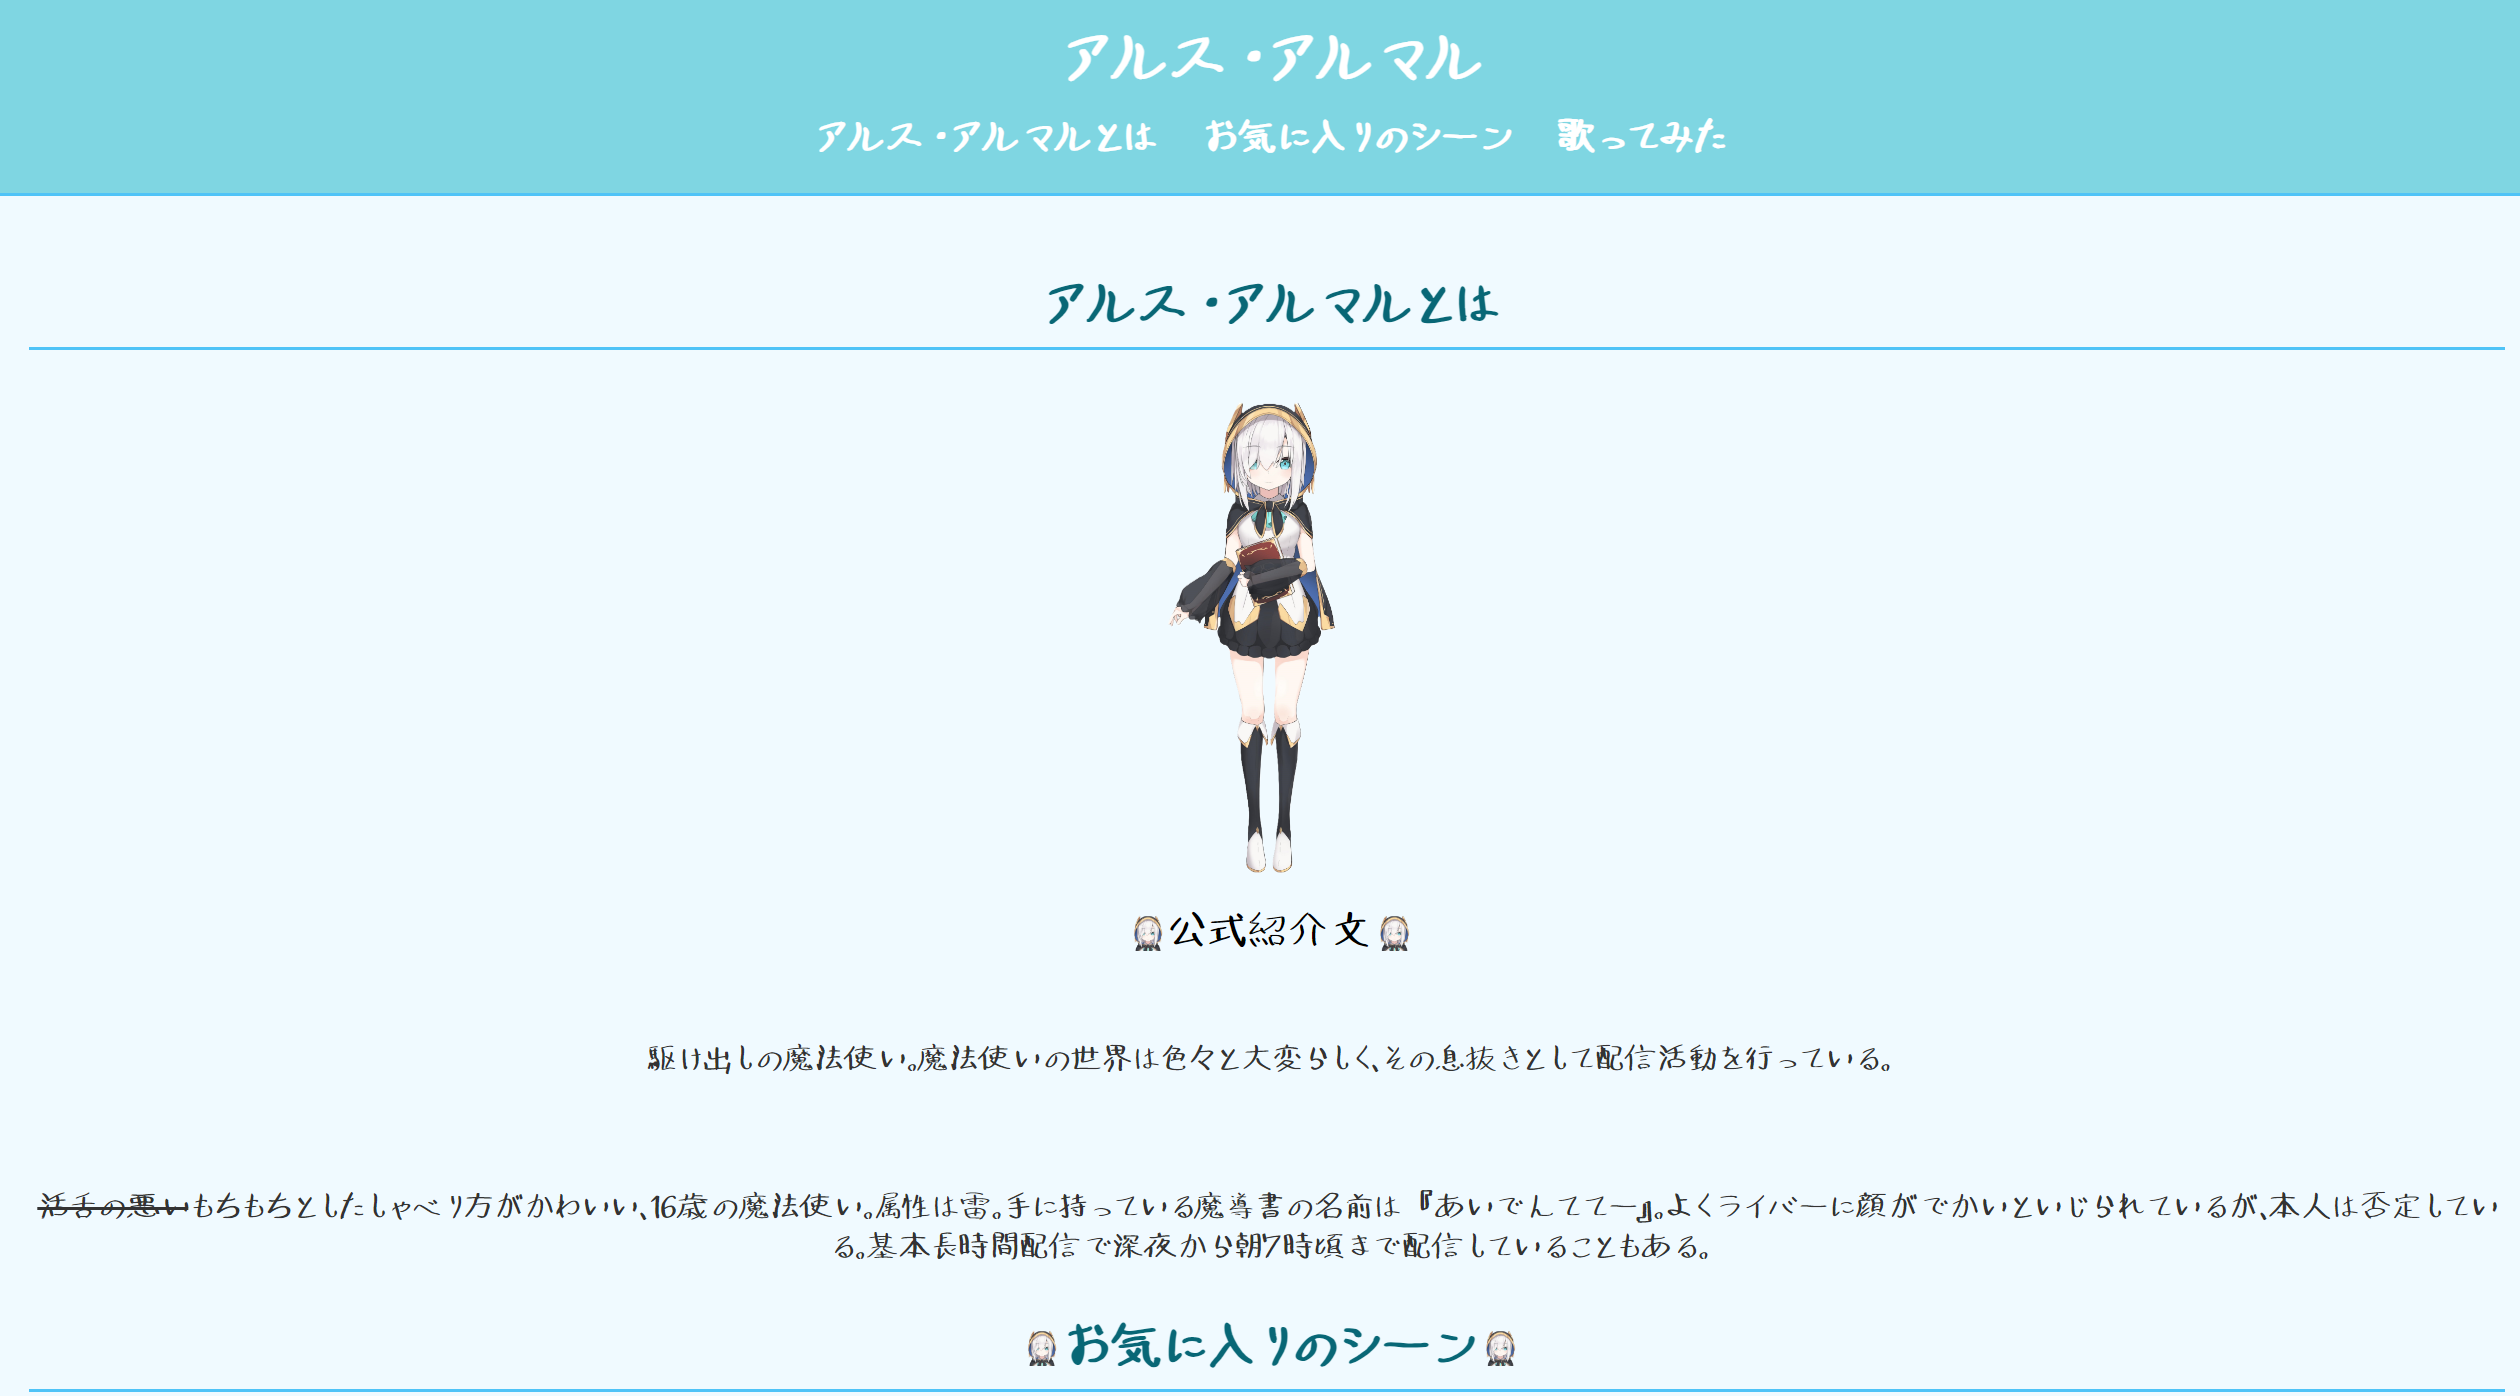 アルス・アルマル
アルス・アルマルとは　お気に入りのシーン　歌ってみた
アルス・アルマルとは
公式紹介文
駆け出しの魔法使い。魔法使いの世界は色々と大変らしく、その息抜きとして配信活動を行っている。
活舌の悪いもちもちとしたしゃべり方がかわいい、16歳の魔法使い。属性は雷。手に持っている魔導書の名前は『あいでんててー』。よくライバーに顔がでかいといじられているが、本人は否定してい
る。基本長時間配信で深夜から朝7時頃まで配信していることもある。
お気に入りのシーン